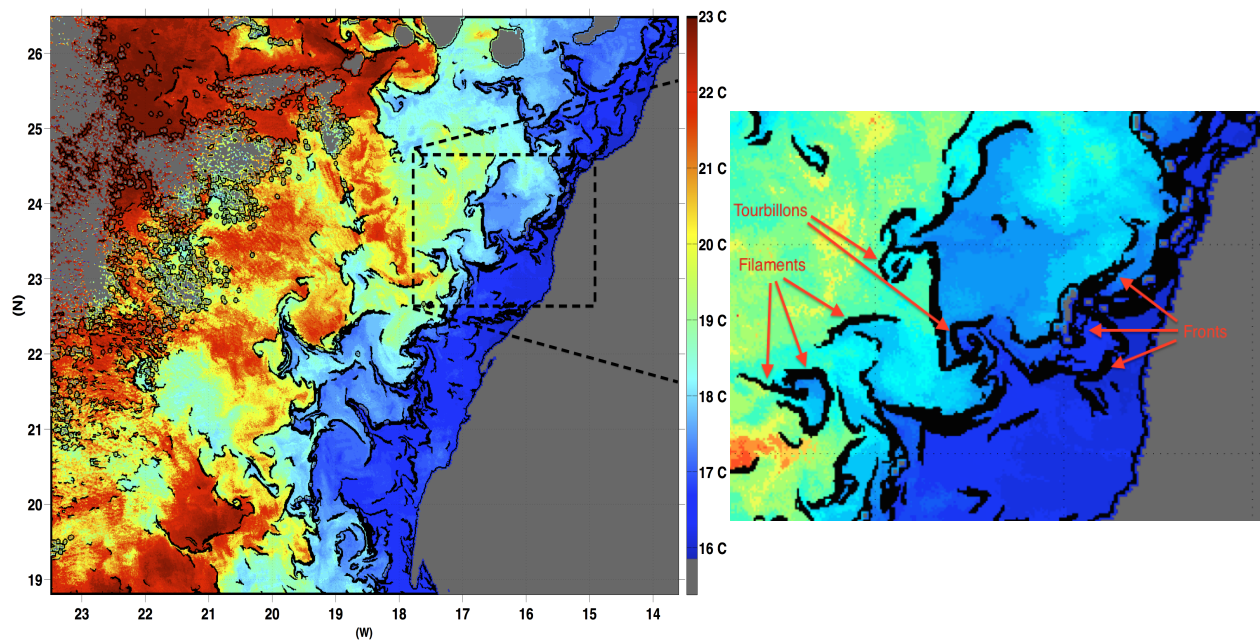 26
25
24
23
22
21
20
19
(N)
23
22
21
20
19
18
17
16
15
14
(W)
23 C
22 C
21 C
20 C
19 C
18 C
17 C
16 C
Tourbillons
Filaments
Fronts